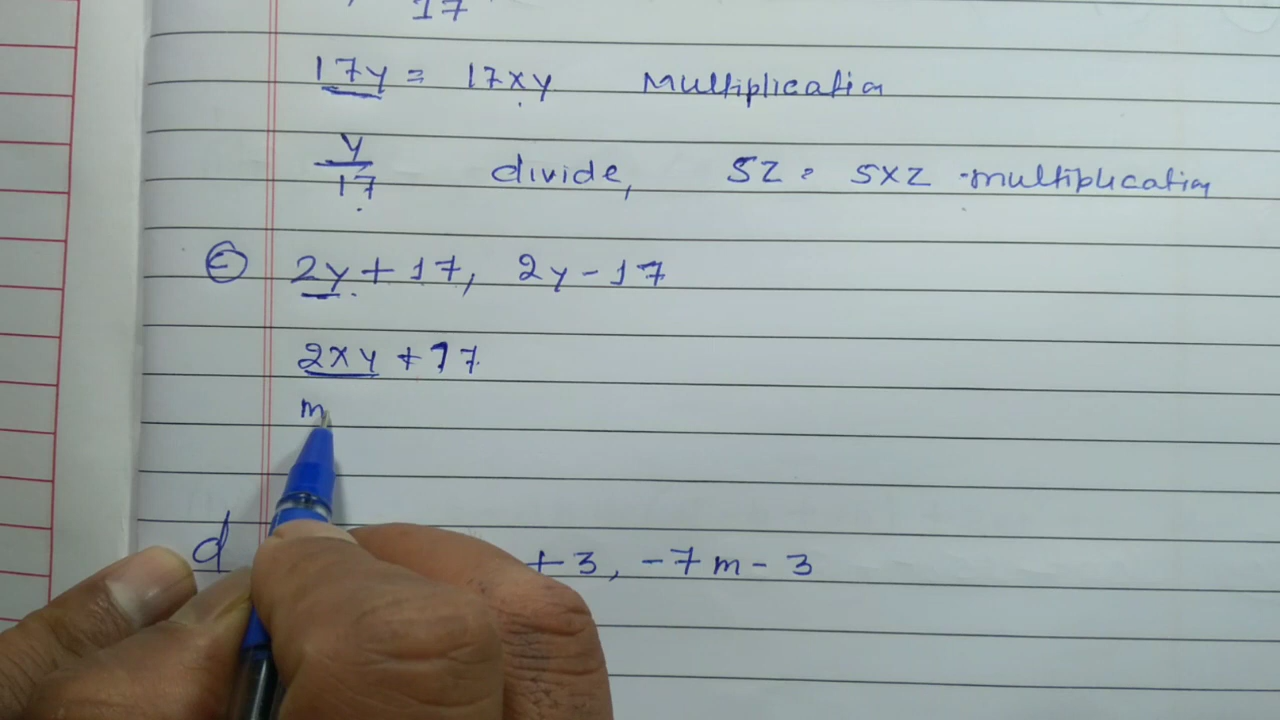 17
17y = 17xy Multiplication
y
17
divide, 5z = 5xz multiplication
c 2y + 17, 2y - 17
2xy + 17
m
d + 3, -7m - 3